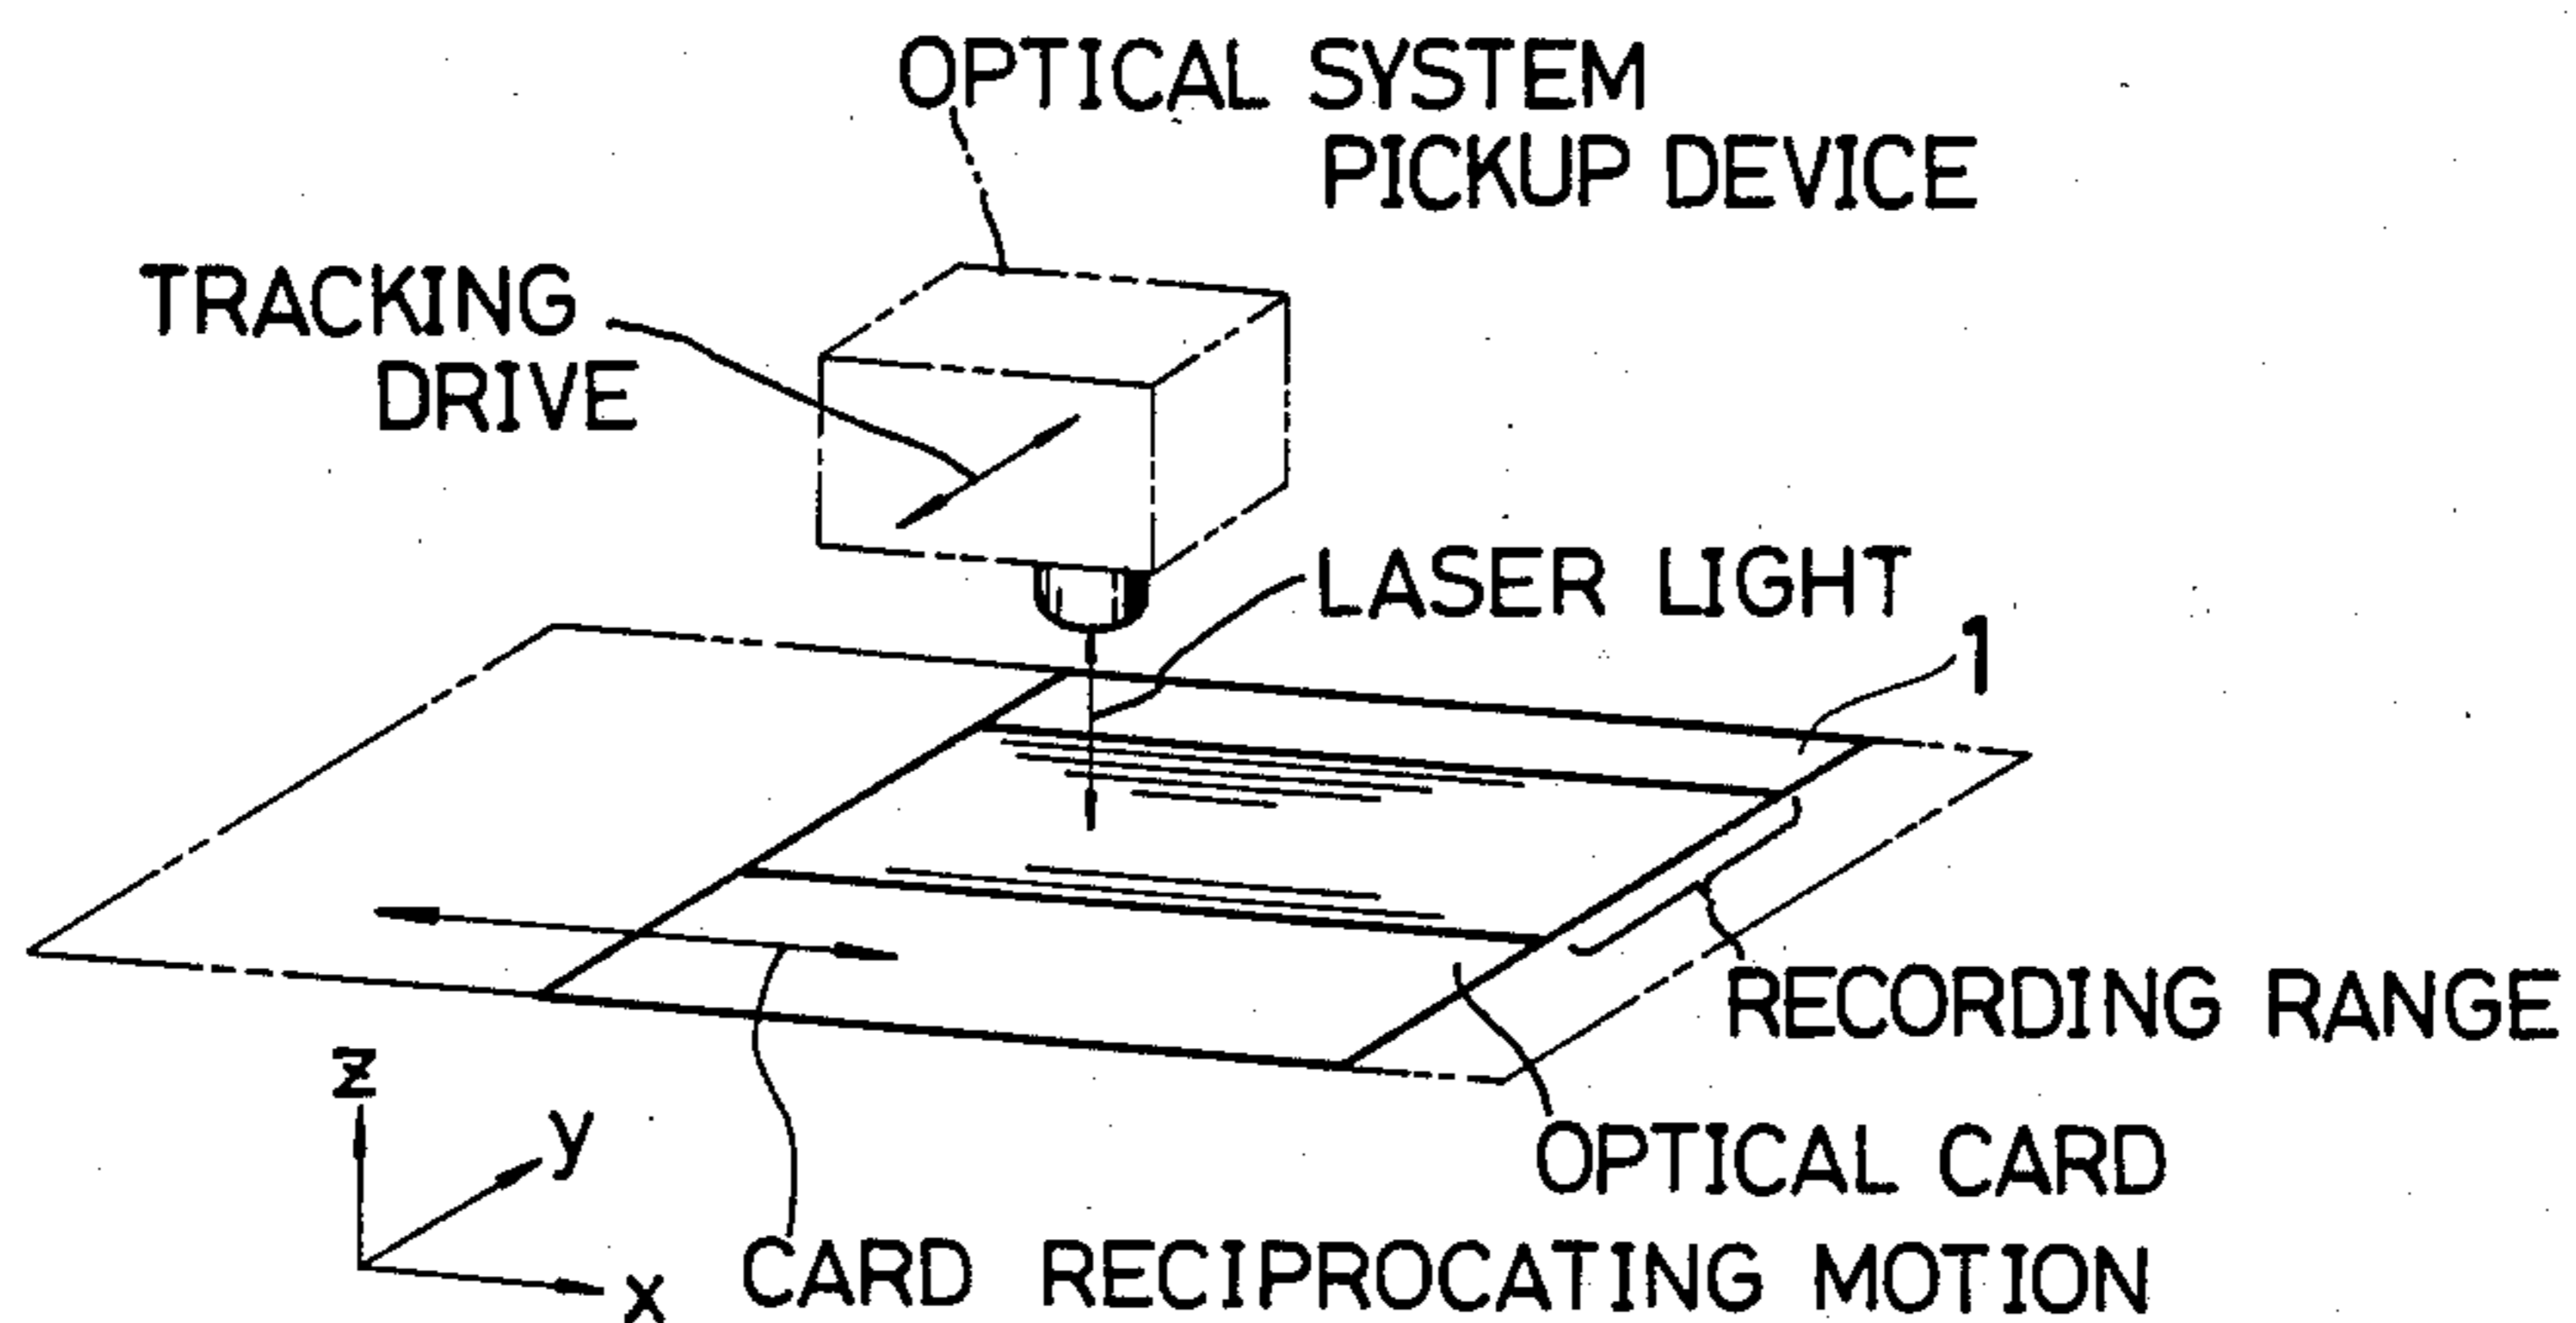 OPTICAL SYSTEM
PICKUP DEVICE
TRACKING
DRIVE
LASER LIGHT
1
RECORDING RANGE
z
y
OPTICAL CARD
x
CARD RECIPROCATING MOTION